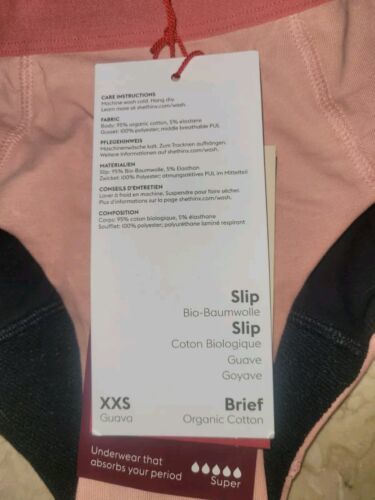 CARE INSTRUCTIONS
Machine wash cold. Hang dry.
Learn more at shethinx.com/wash.
FABRIC
Body: 95% organic cotton, 5% elastane
Gusset: 100% polyester; middle breathable PUL
PFLEGEHINWEIS
Maschinenwäsche kalt. Zum Trocknen aufhängen.
Weitere Informationen auf shethinx.com/wash.
MATERIALIEN
Slip: 95% Bio-Baumwolle, 5% Elasthan
Zwickel: 100% Polyester; atmungsaktives PUL im Mittelteil
CONSEILS D'ENTRETIEN
Laver à froid en machine. Suspendre pour faire sécher.
Plus d'informations sur la page shethinx.com/wash.
COMPOSITION
Corps: 95% coton biologique, 5% élasthane
Soufflet: 100% polyester; polyuréthane laminé respirant
Slip
Bio-Baumwolle
Slip
Coton Biologique
Guave
Goyave
XXS
Guava
Brief
Organic Cotton
Underwear that
absorbs your period
Super